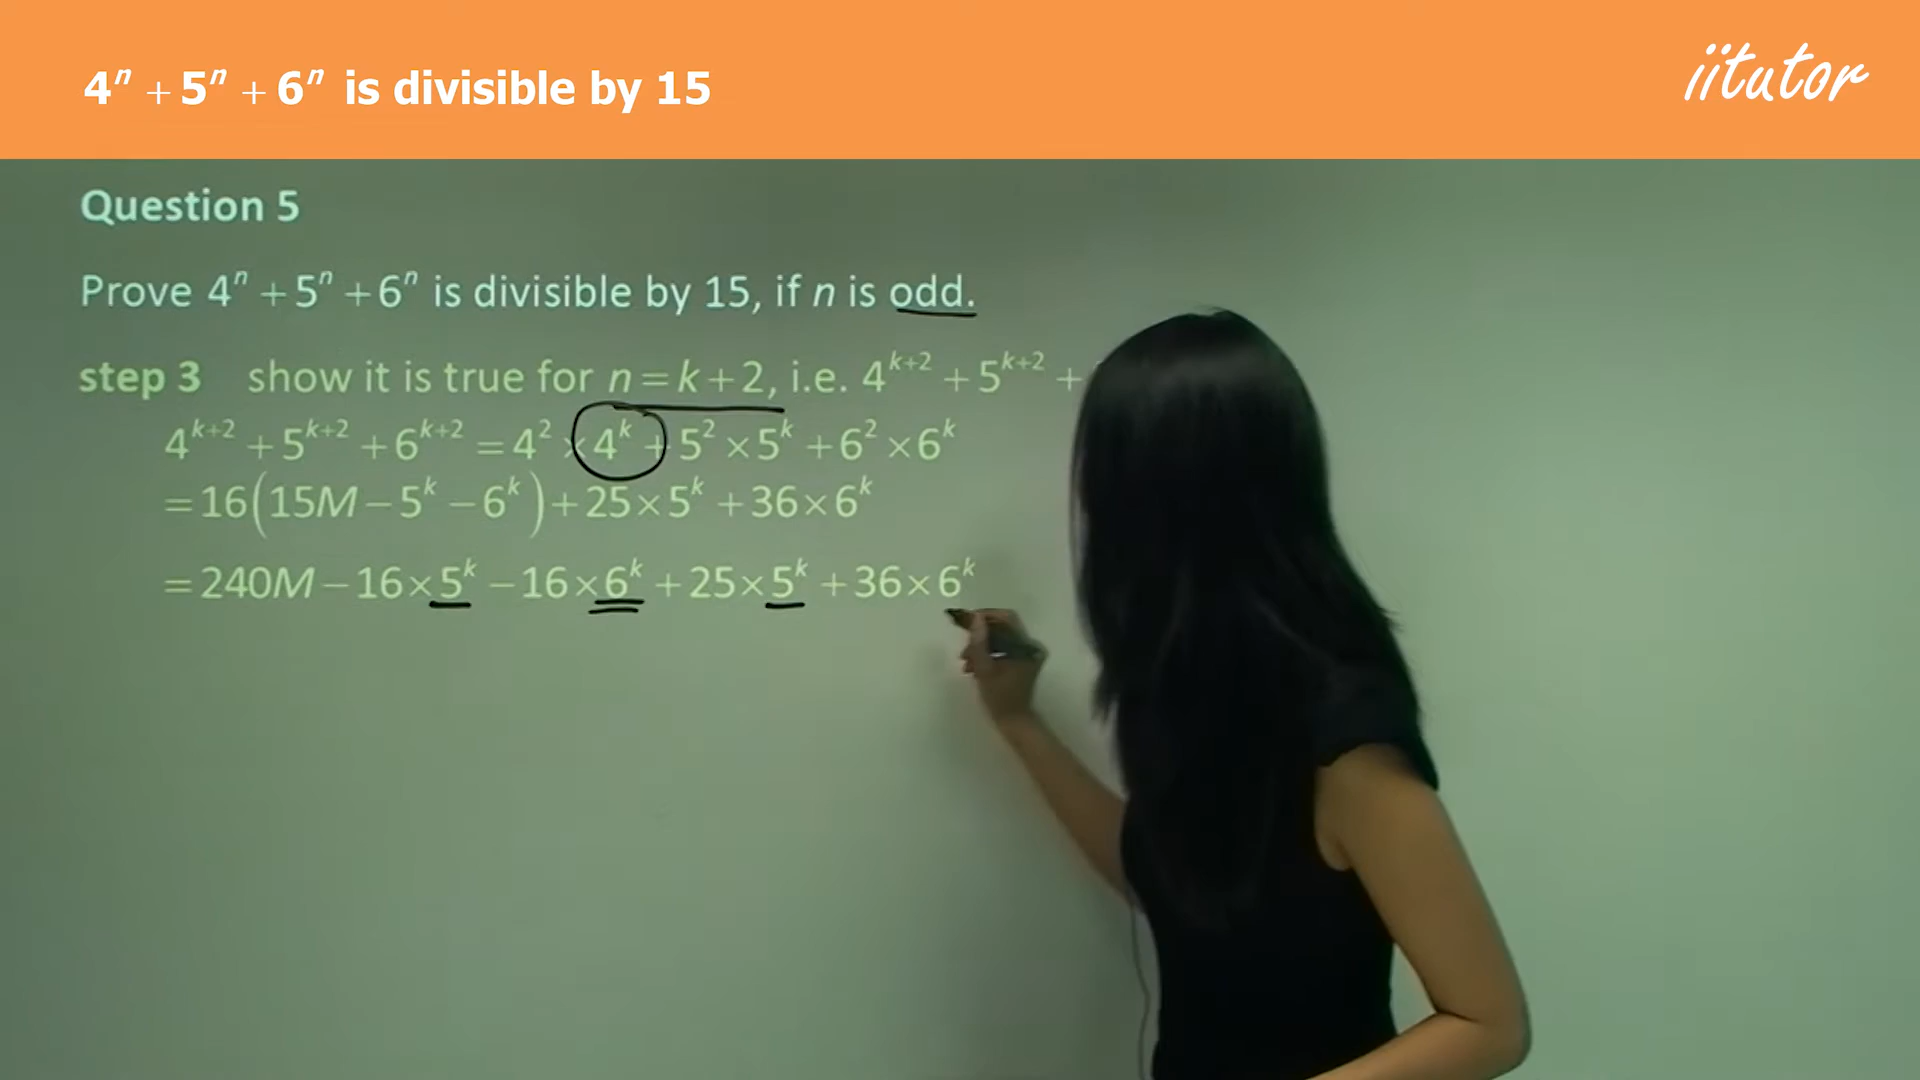 4ⁿ + 5ⁿ + 6ⁿ is divisible by 15
iitutor
Question 5
Prove 4ⁿ + 5ⁿ + 6ⁿ is divisible by 15, if n is odd.
step 3 show it is true for n = k + 2, i.e. 4ᵏ⁺² + 5ᵏ⁺² +
4ᵏ⁺² + 5ᵏ⁺² + 6ᵏ⁺² = 4² × 4ᵏ + 5² × 5ᵏ + 6² × 6ᵏ
= 16(15M − 5ᵏ − 6ᵏ) + 25 × 5ᵏ + 36 × 6ᵏ
= 240M − 16 × 5ᵏ − 16 × 6ᵏ + 25 × 5ᵏ + 36 × 6ᵏ